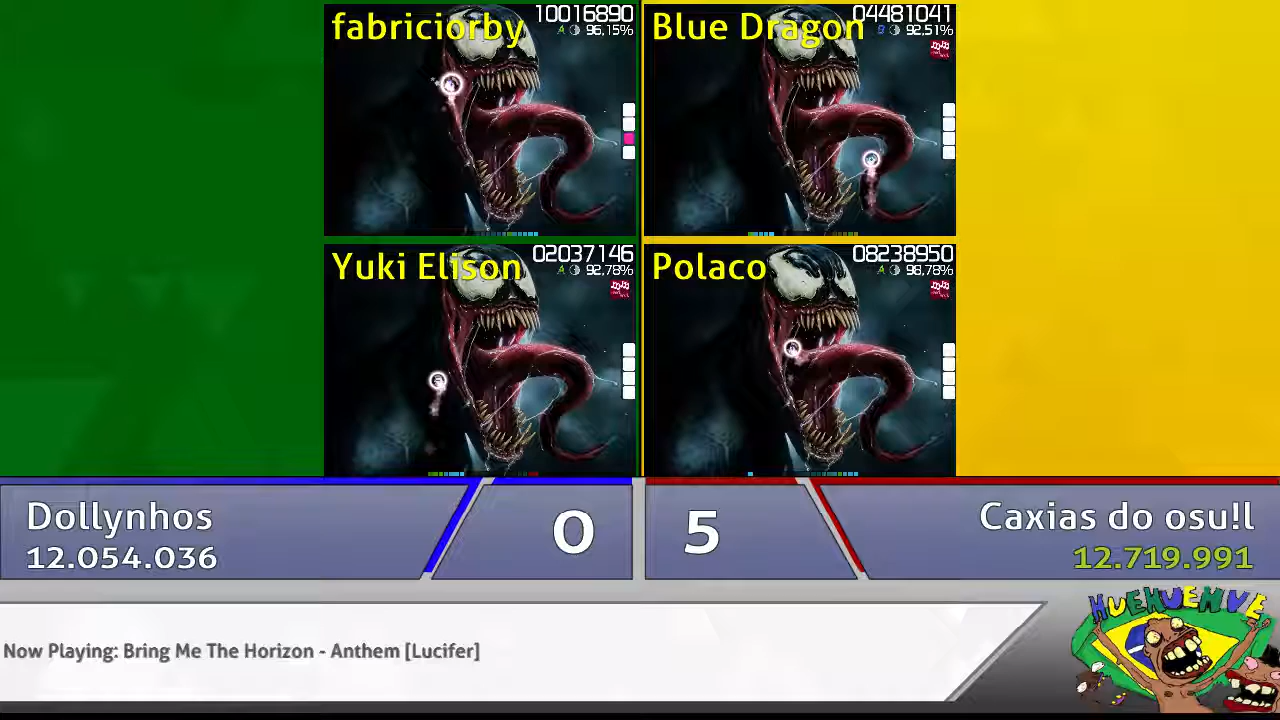 fabriciorby
10016890
A 96,15%
Blue Dragon
04481041
B 92.51%
Yuki Elison
02037146
A 92.78%
Polaco
08238950
A 98,78%
Dollynhos
12.054.036
0
5
Caxias do osu!l
12.719.991
HUEHUEHUE
Now Playing: Bring Me The Horizon - Anthem [Lucifer]